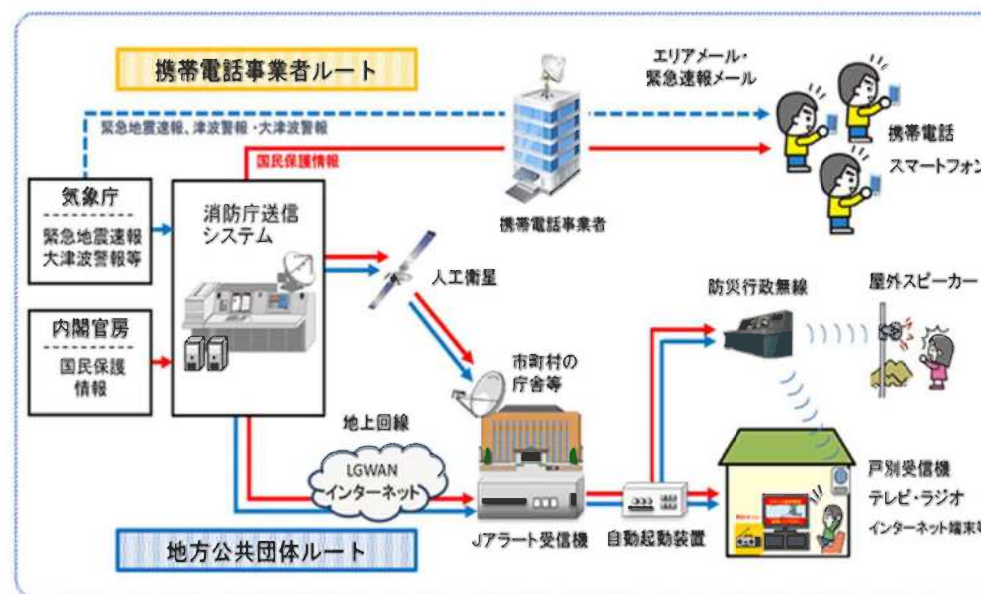 携帯電話事業者ルート
エリアメール・
緊急速報メール
緊急地震速報、津波警報・大津波警報
国民保護情報
携帯電話
スマートフォン
携帯電話事業者
気象庁
緊急地震速報
大津波警報等
消防庁送信
システム
人工衛星
内閣官房
国民保護
情報
防災行政無線
屋外スピーカー
市町村の
庁舎等
地上回線
LGWAN
インターネット
Jアラート受信機
自動起動装置
戸別受信機
テレビ・ラジオ
インターネット端末等
地方公共団体ルート